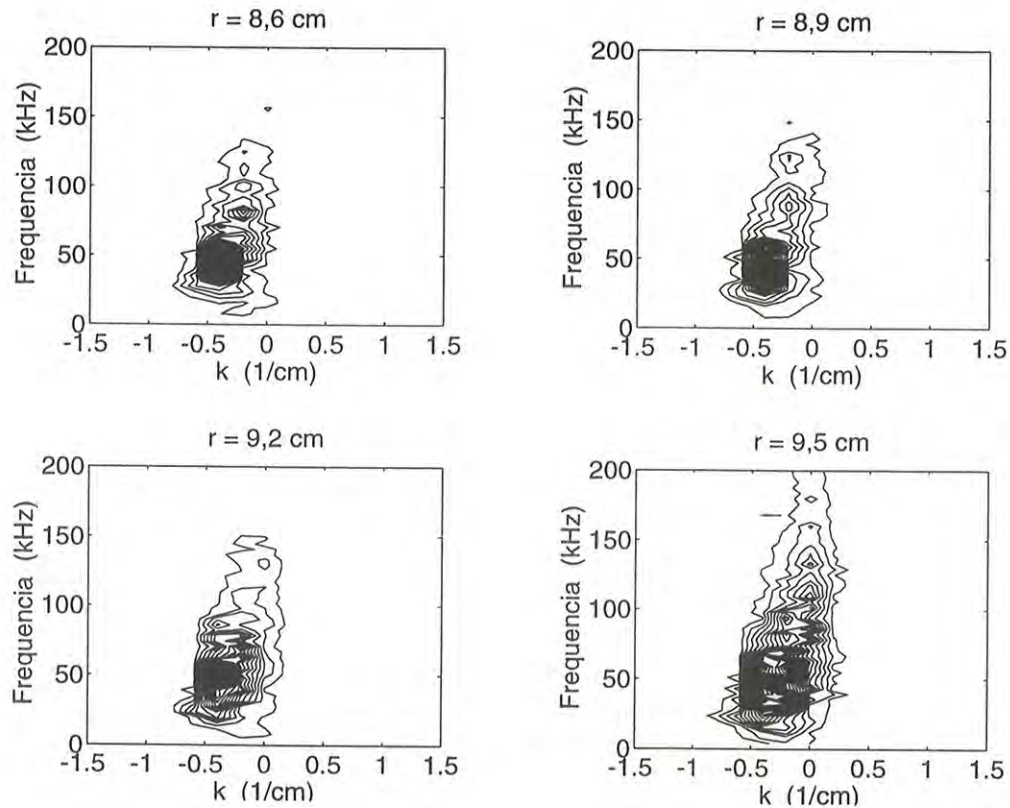 r = 8,6 cm
Frequencia (kHz)
200
150
100
50
0
-1.5 -1 -0.5 0 0.5 1 1.5
k (1/cm)
r = 8,9 cm
Frequencia (kHz)
200
150
100
50
0
-1.5 -1 -0.5 0 0.5 1 1.5
k (1/cm)
r = 9,2 cm
Frequencia (kHz)
200
150
100
50
0
-1.5 -1 -0.5 0 0.5 1 1.5
k (1/cm)
r = 9,5 cm
Frequencia (kHz)
200
150
100
50
0
-1.5 -1 -0.5 0 0.5 1 1.5
k (1/cm)